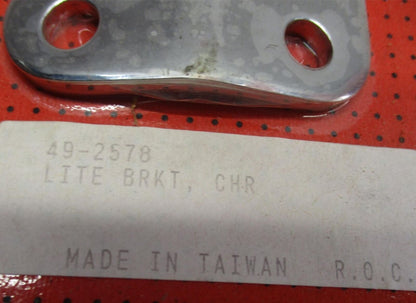 49-2578
LITE BRKT, CHR
MADE IN TAIWAN R.O.C.